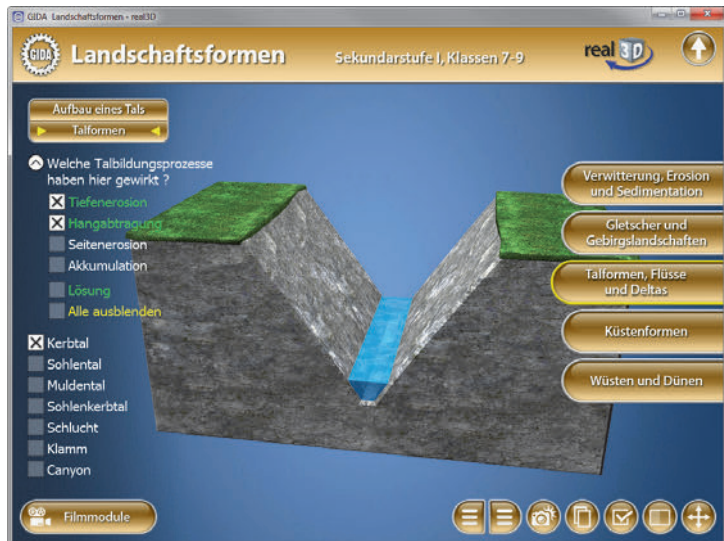 GIDA Landschaftsformen - real3D
GIDA
Landschaftsformen
Sekundarstufe I, Klassen 7-9
real 3D
Aufbau eines Tals
Talformen
Welche Talbildungsprozesse
haben hier gewirkt ?
Tiefenerosion
Hangabtragung
Seitenerosion
Akkumulation
Lösung
Alle ausblenden
Kerbtal
Sohlental
Muldental
Sohlenkerbtal
Schlucht
Klamm
Canyon
Verwitterung, Erosion
und Sedimentation
Gletscher und
Gebirgslandschaften
Talformen, Flüsse
und Deltas
Küstenformen
Wüsten und Dünen
Filmmodule